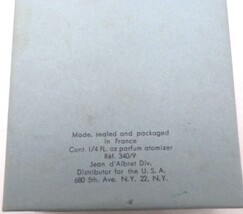 Made, sealed and packaged
in France
Cont. 1/4 FL. oz parfum atomizer
Réf. 340/9
Jean d'Albret Div.
Distributor for the U. S. A.
680 5th. Ave. N.Y. 22, N.Y.